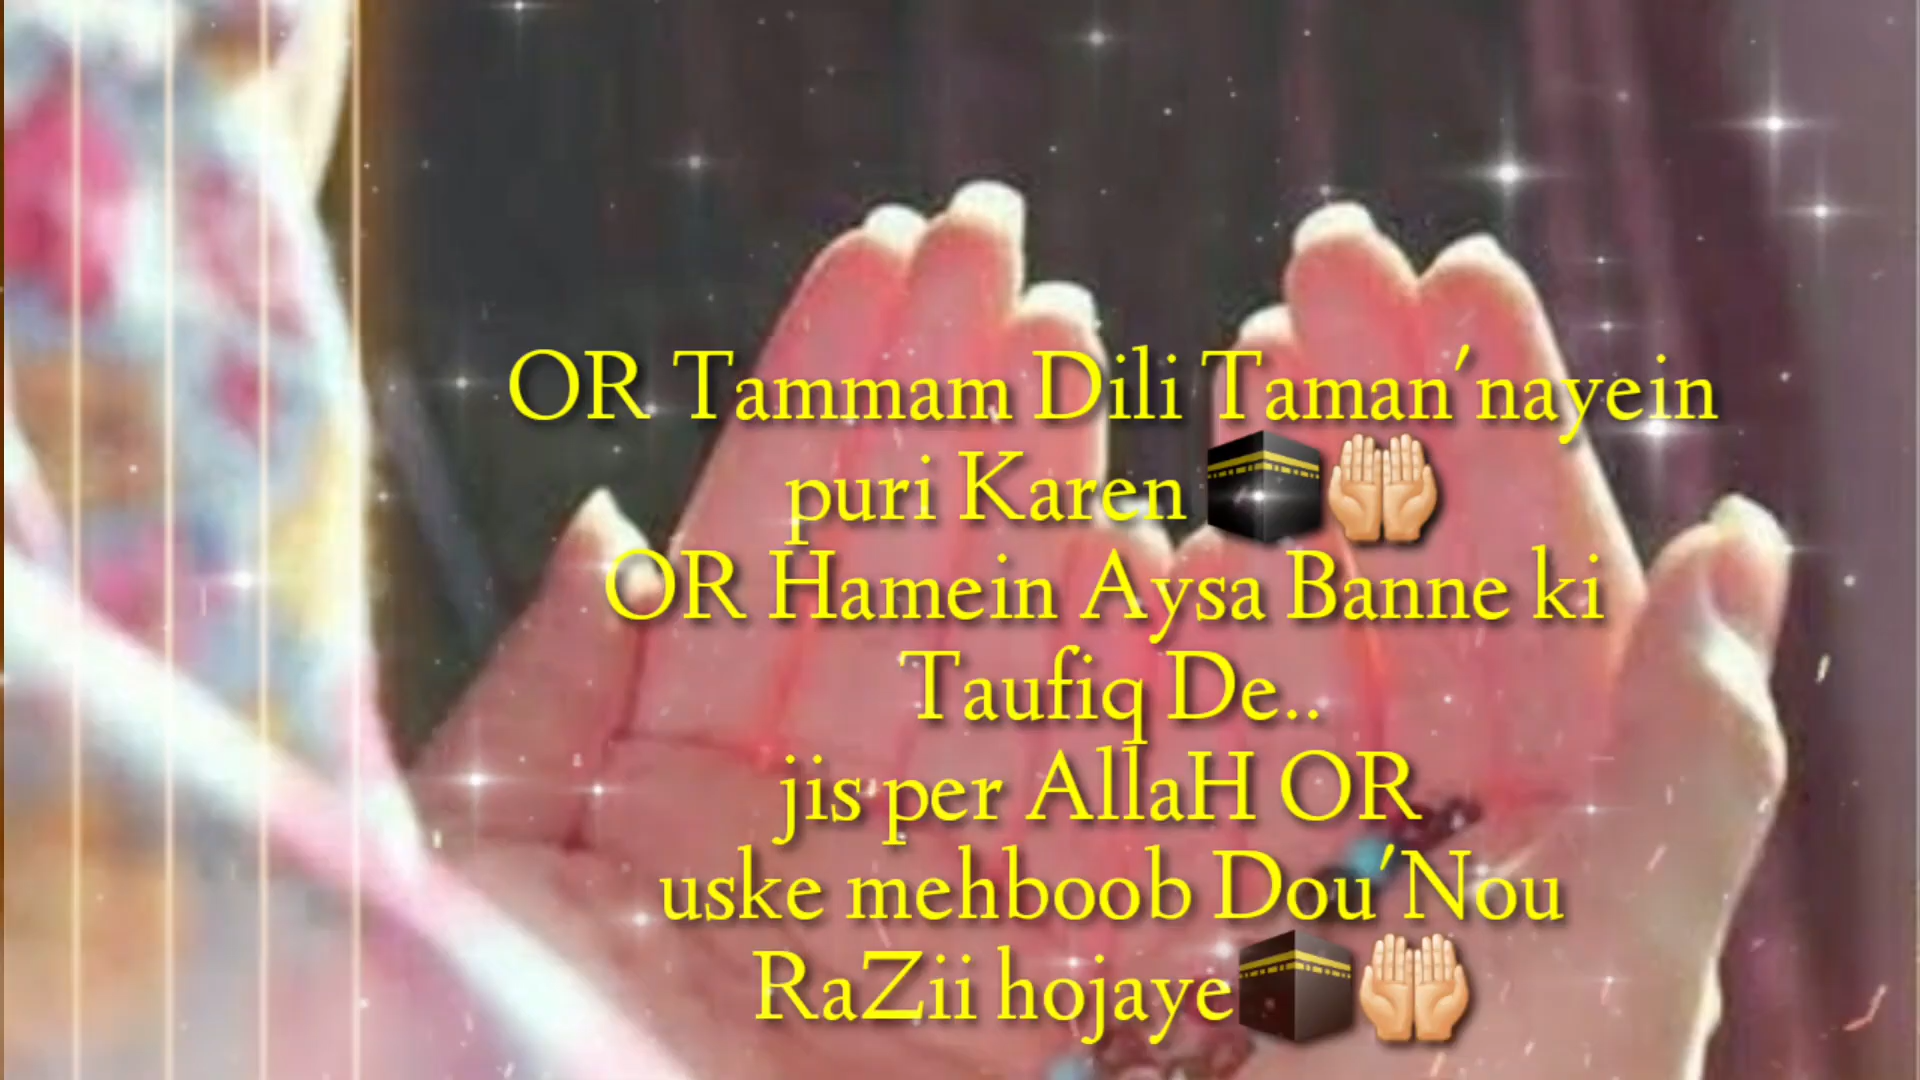 OR Tammam Dili Taman'nayein
puri Karen 🕋🤲🏻
OR Hamein Aysa Banne ki
Taufiq De..
jis per AllaH OR
uske mehboob Dou'Nou
RaZii hojaye🕋🤲🏻